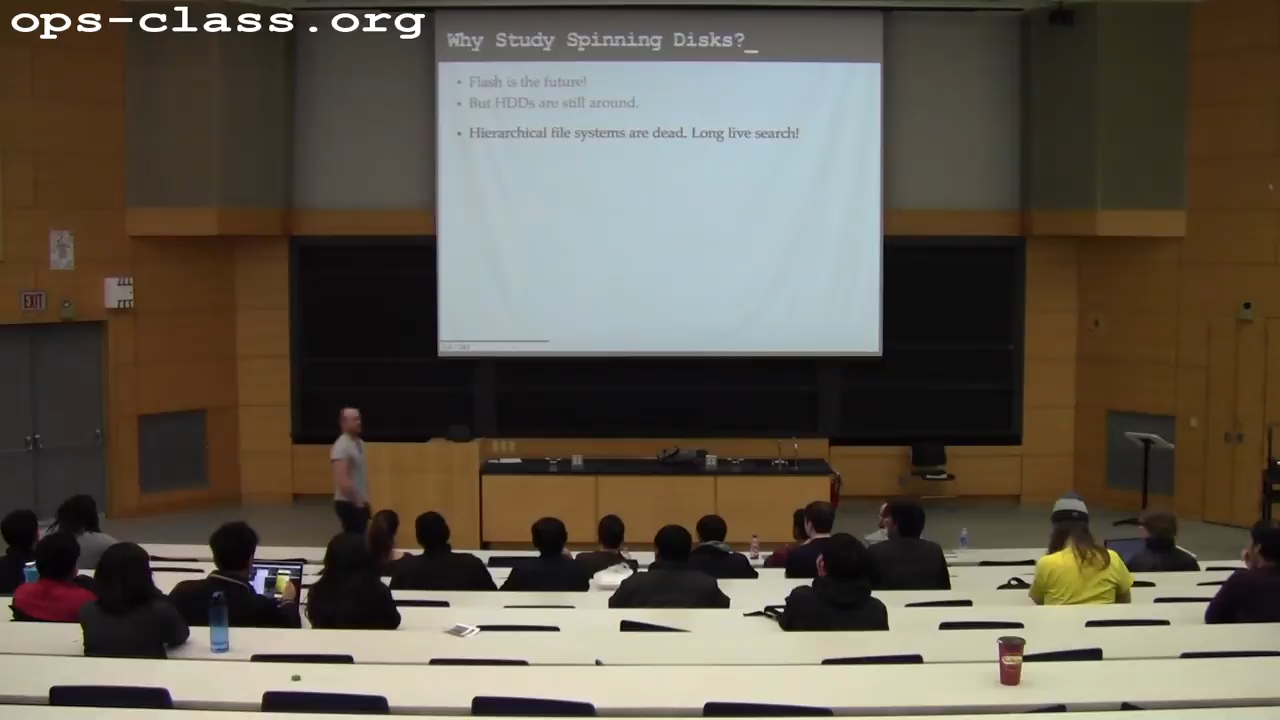 ops-class.org
Why Study Spinning Disks?_
• Flash is the future!
• But HDDs are still around.
• Hierarchical file systems are dead. Long live search!
EXIT